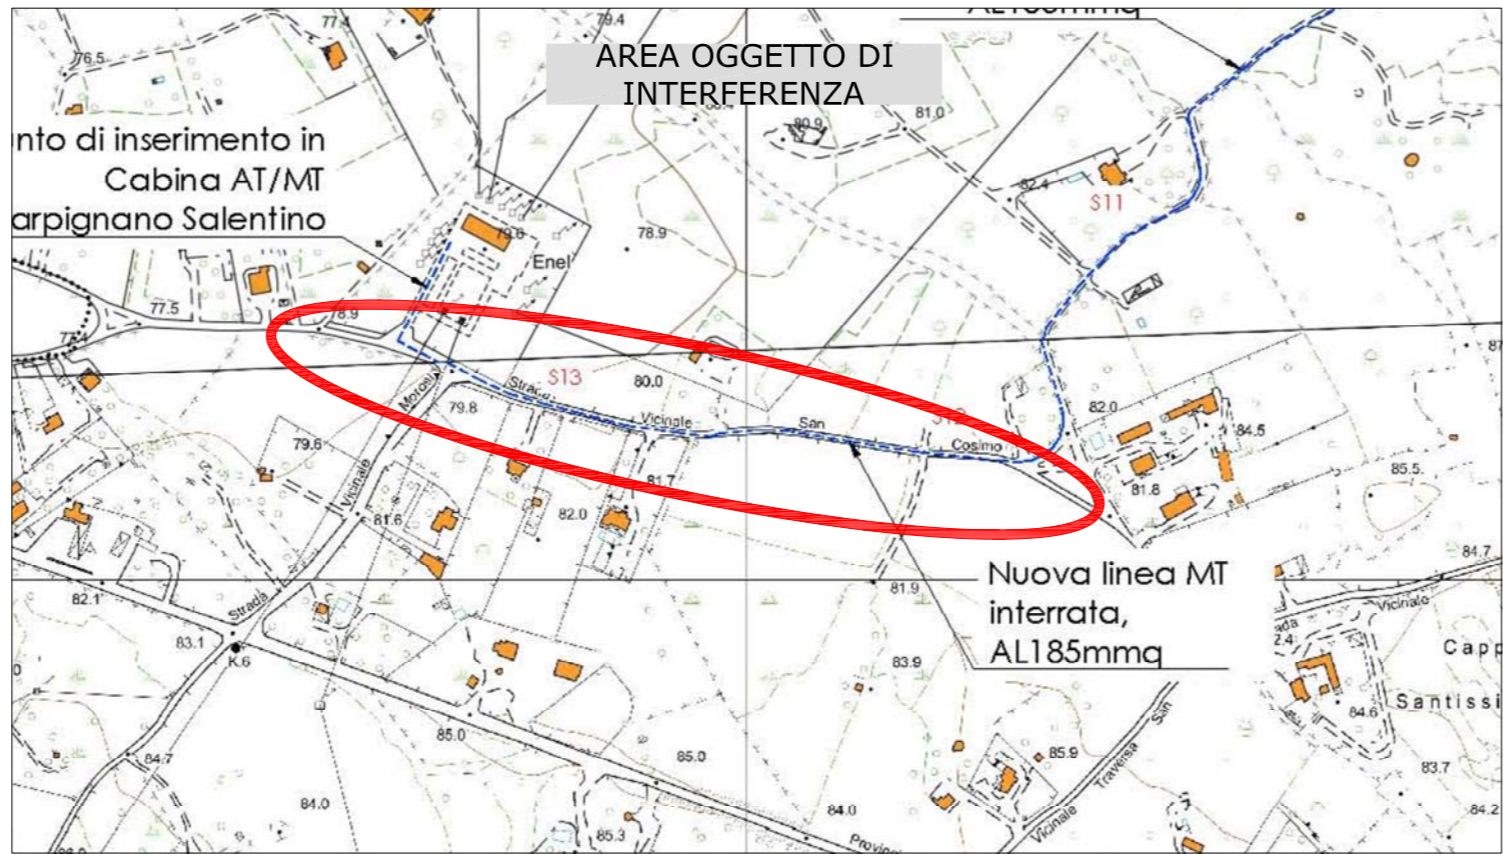 AREA OGGETTO DI
INTERFERENZA
nto di inserimento in
Cabina AT/MT
arpignano Salentino
Nuova linea MT
interrata,
AL185mmq
Enel
S11
S13
Strada
Vicinale
San
Cosimo
Vicinale
Strada
K.6
Vicinale
Traversa
San
Vicinale
Capp
Santissi
77.4
79.4
76.5
80.9
81.0
82.4
79.6
78.9
77.5
78.9
77.4
80.0
79.8
79.6
82.0
84.5
81.7
81.8
85.5
82.0
81.6
81.9
84.7
82.1
83.1
83.9
84.6
85.0
85.0
85.9
84.7
83.7
84.0
84.0
84.2
85.3